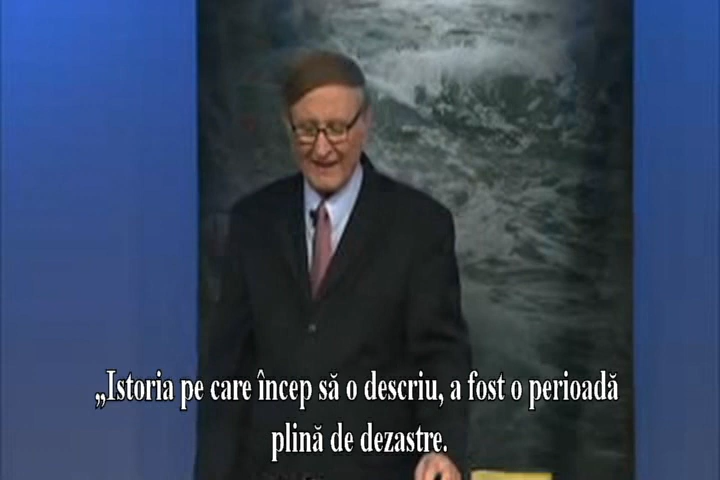 „Istoria pe care încep să o descriu, a fost o perioadă
plină de dezastre.